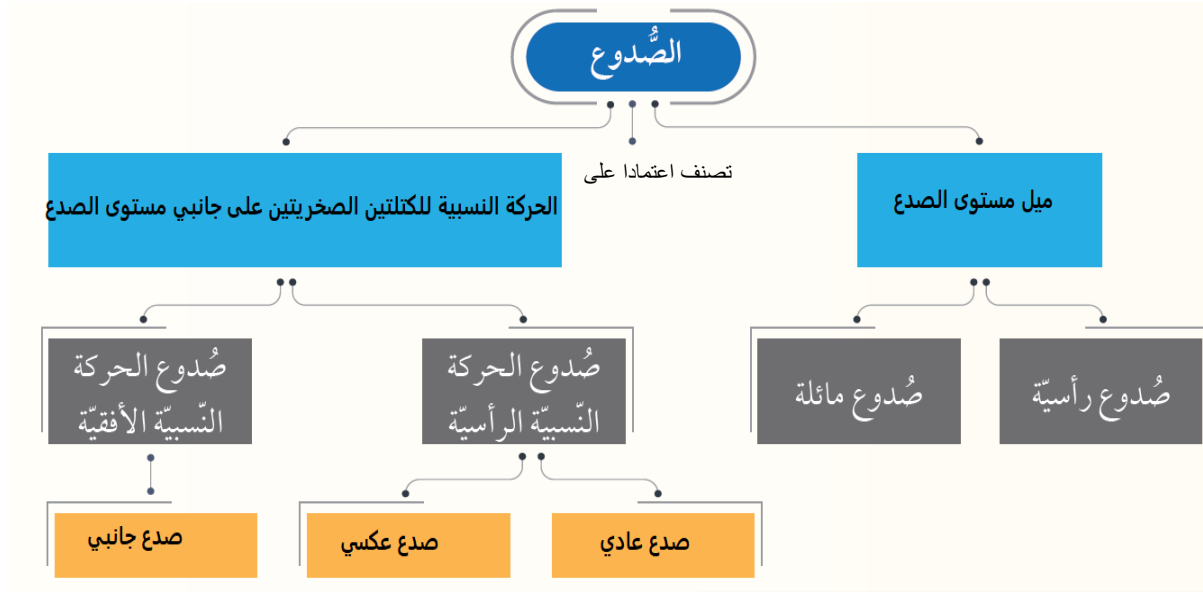 الصُّدوع
تصنف اعتمادا على
ميل مستوى الصدع
الحركة النسبية للكتلتين الصخريتين على جانبي مستوى الصدع
صُدوع رأسيّة
صُدوع مائلة
صُدوع الحركة
النّسبيّة الرأسيّة
صُدوع الحركة
النّسبيّة الأفقيّة
صدع عادي
صدع عكسي
صدع جانبي